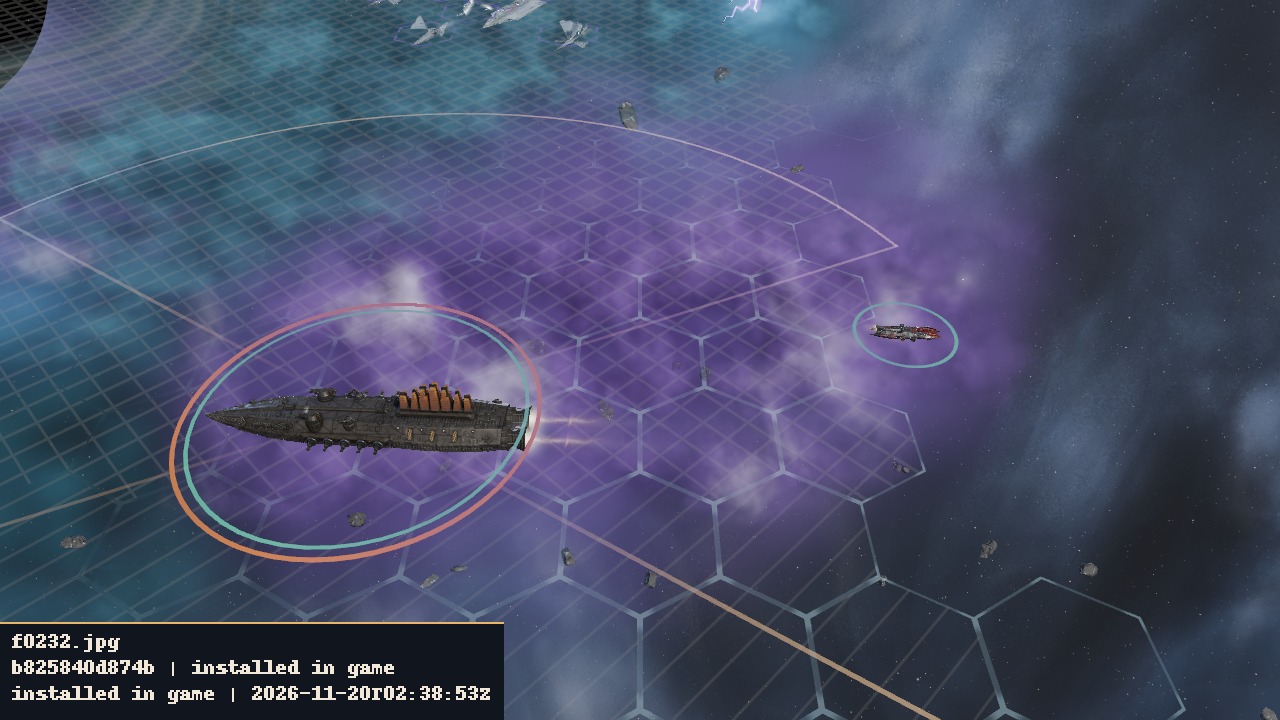 f0232.jpg
b825840d874b | installed in game
installed in game | 2026-11-20T02:38:53Z